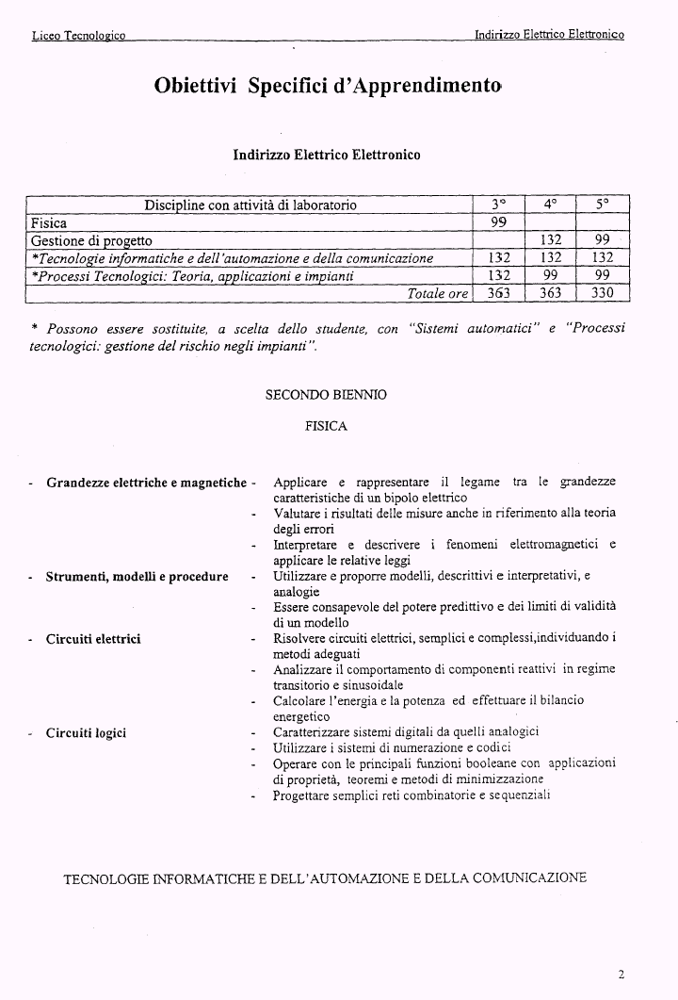 Liceo Tecnologico Indirizzo Elettrico Elettronico
Obiettivi Specifici d'Apprendimento
Indirizzo Elettrico Elettronico
Discipline con attività di laboratorio 3° 4° 5°
Fisica 99
Gestione di progetto 132 99
*Tecnologie informatiche e dell'automazione e della comunicazione 132 132 132
*Processi Tecnologici: Teoria, applicazioni e impianti 132 99 99
Totale ore 363 363 330
* Possono essere sostituite, a scelta dello studente, con "Sistemi automatici" e "Processi
tecnologici: gestione del rischio negli impianti".
SECONDO BIENNIO
FISICA
- Grandezze elettriche e magnetiche - Applicare e rappresentare il legame tra le grandezze
caratteristiche di un bipolo elettrico
- Valutare i risultati delle misure anche in riferimento alla teoria
degli errori
- Interpretare e descrivere i fenomeni elettromagnetici e
applicare le relative leggi
- Strumenti, modelli e procedure - Utilizzare e proporre modelli, descrittivi e interpretativi, e
analogie
- Essere consapevole del potere predittivo e dei limiti di validità
di un modello
- Circuiti elettrici - Risolvere circuiti elettrici, semplici e complessi,individuando i
metodi adeguati
- Analizzare il comportamento di componenti reattivi in regime
transitorio e sinusoidale
- Calcolare l'energia e la potenza ed effettuare il bilancio
energetico
- Circuiti logici - Caratterizzare sistemi digitali da quelli analogici
- Utilizzare i sistemi di numerazione e codici
- Operare con le principali funzioni booleane con applicazioni
di proprietà, teoremi e metodi di minimizzazione
- Progettare semplici reti combinatorie e sequenziali
TECNOLOGIE INFORMATICHE E DELL'AUTOMAZIONE E DELLA COMUNICAZIONE
2